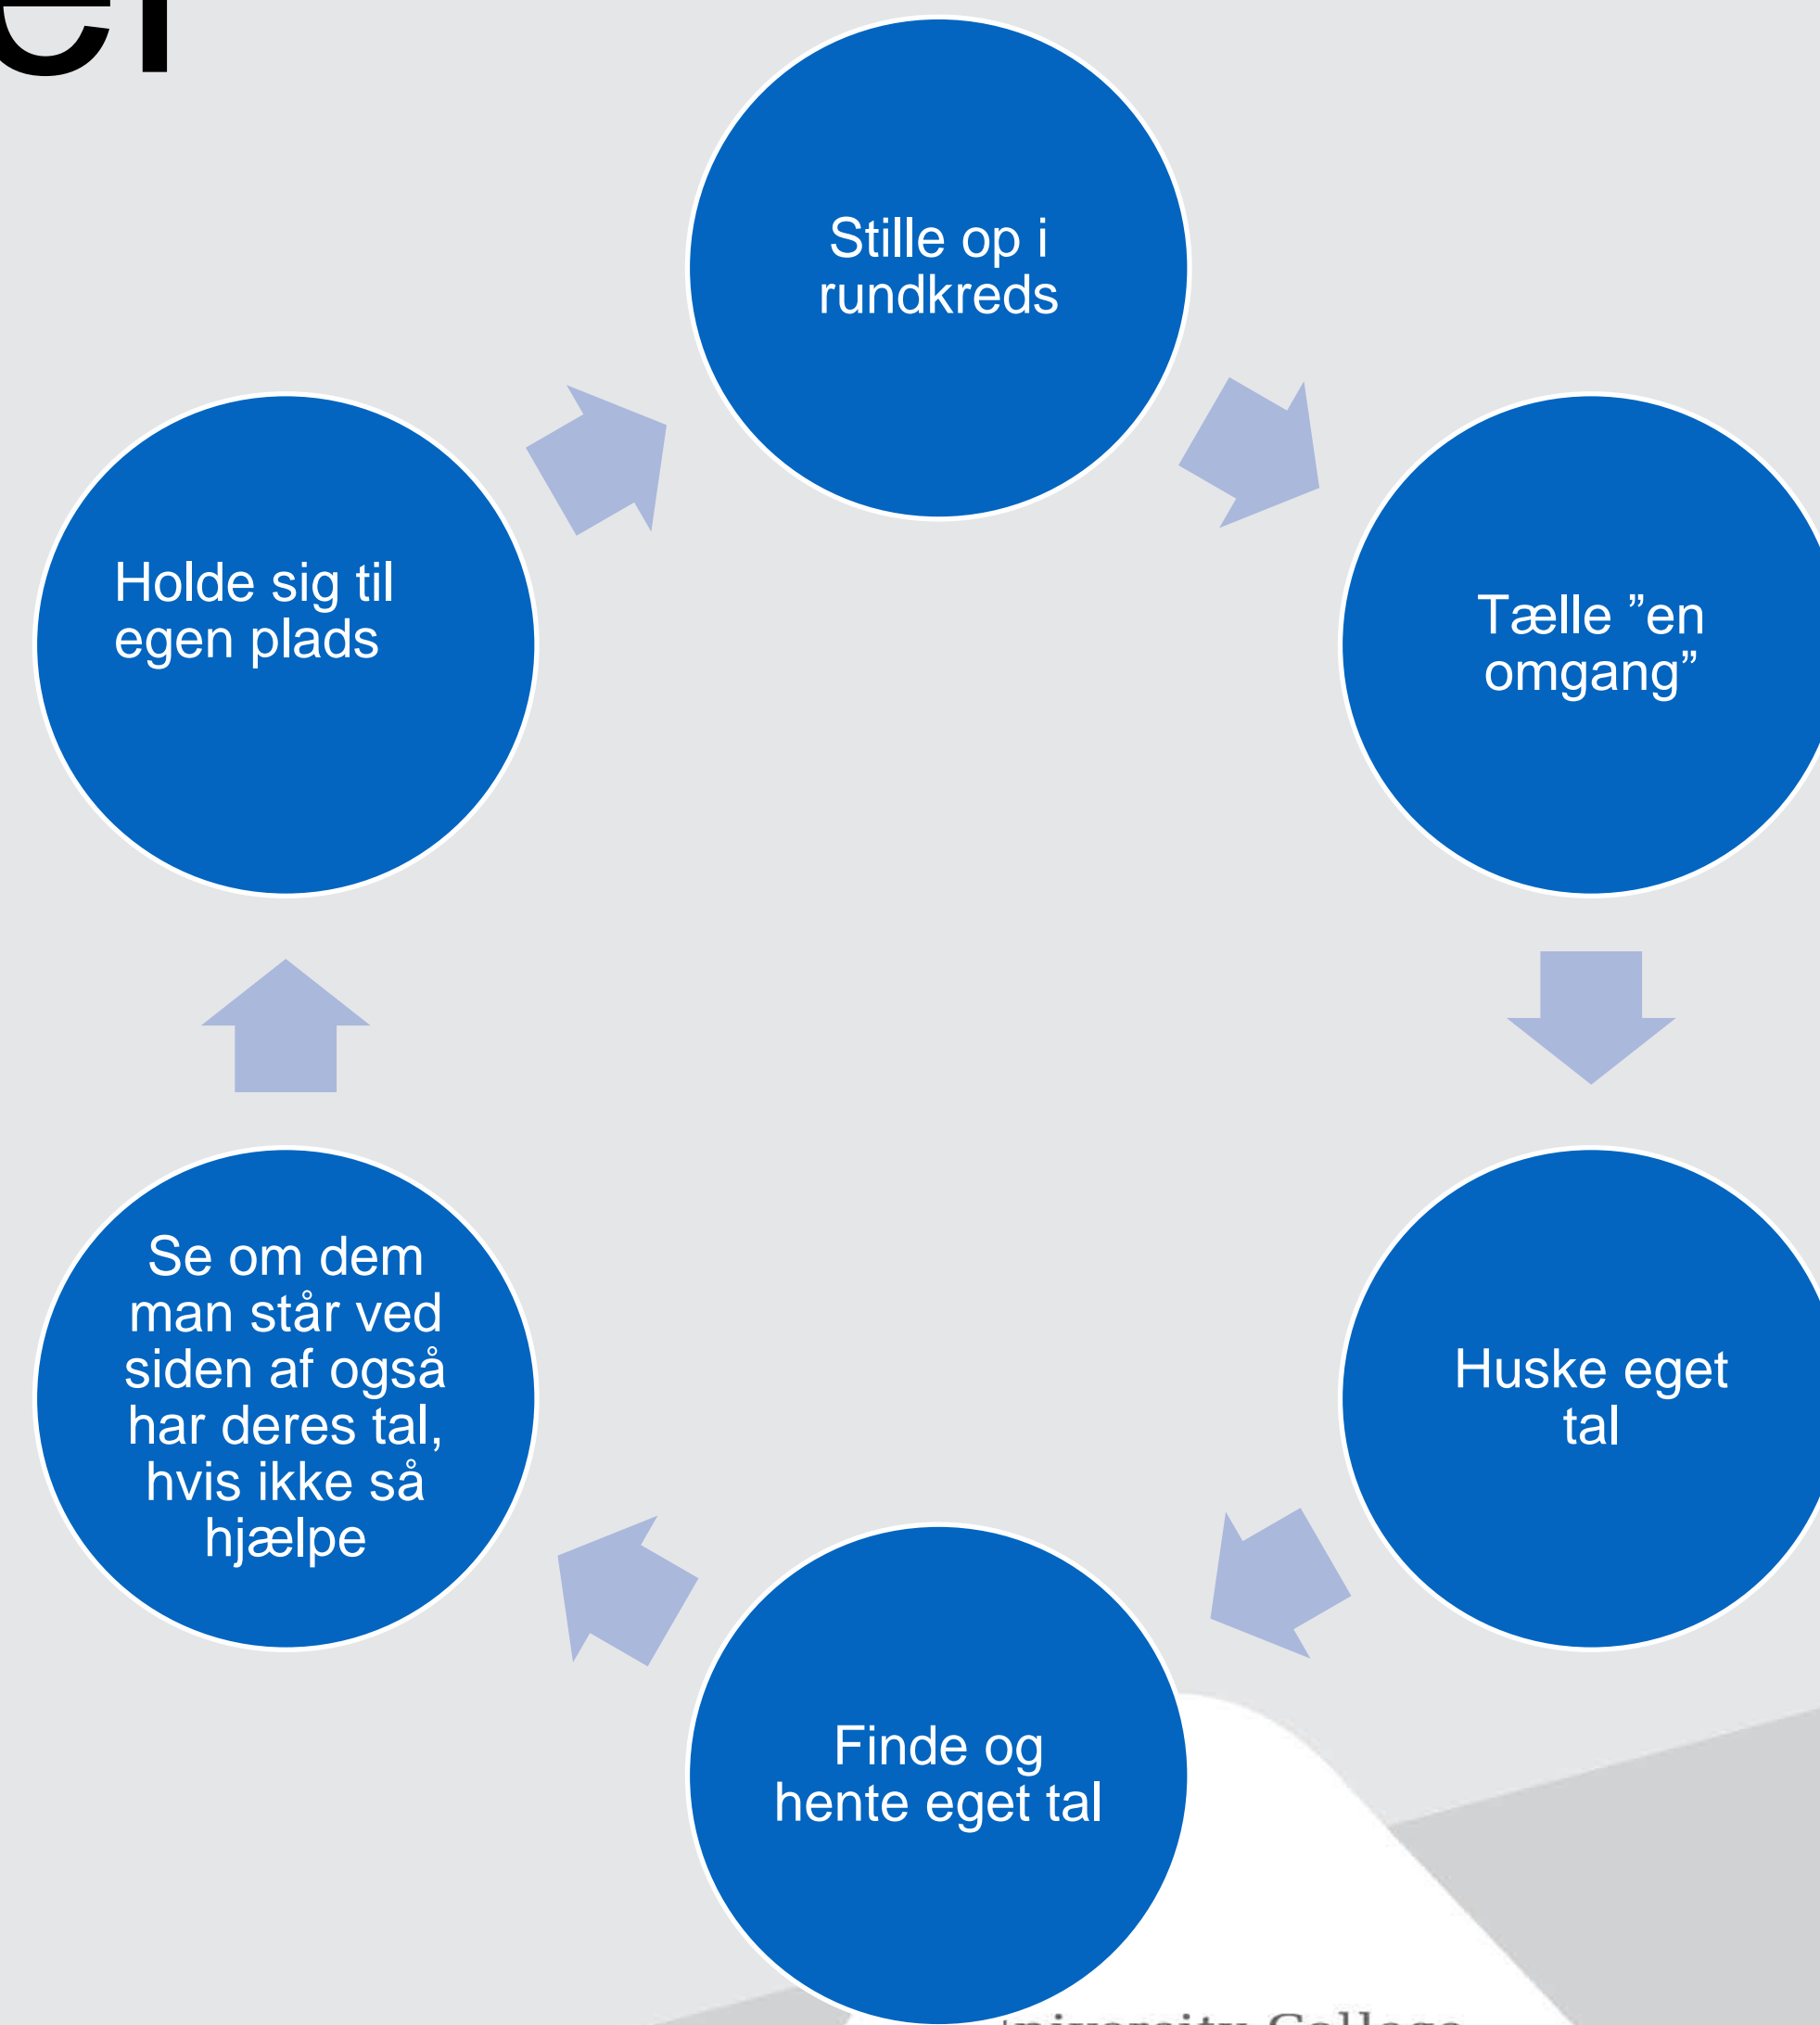 Stille op i
rundkreds
Tælle ”en
omgang”
Huske eget
tal
Finde og
hente eget tal
Se om dem
man står ved
siden af også
har deres tal,
hvis ikke så
hjælpe
Holde sig til
egen plads